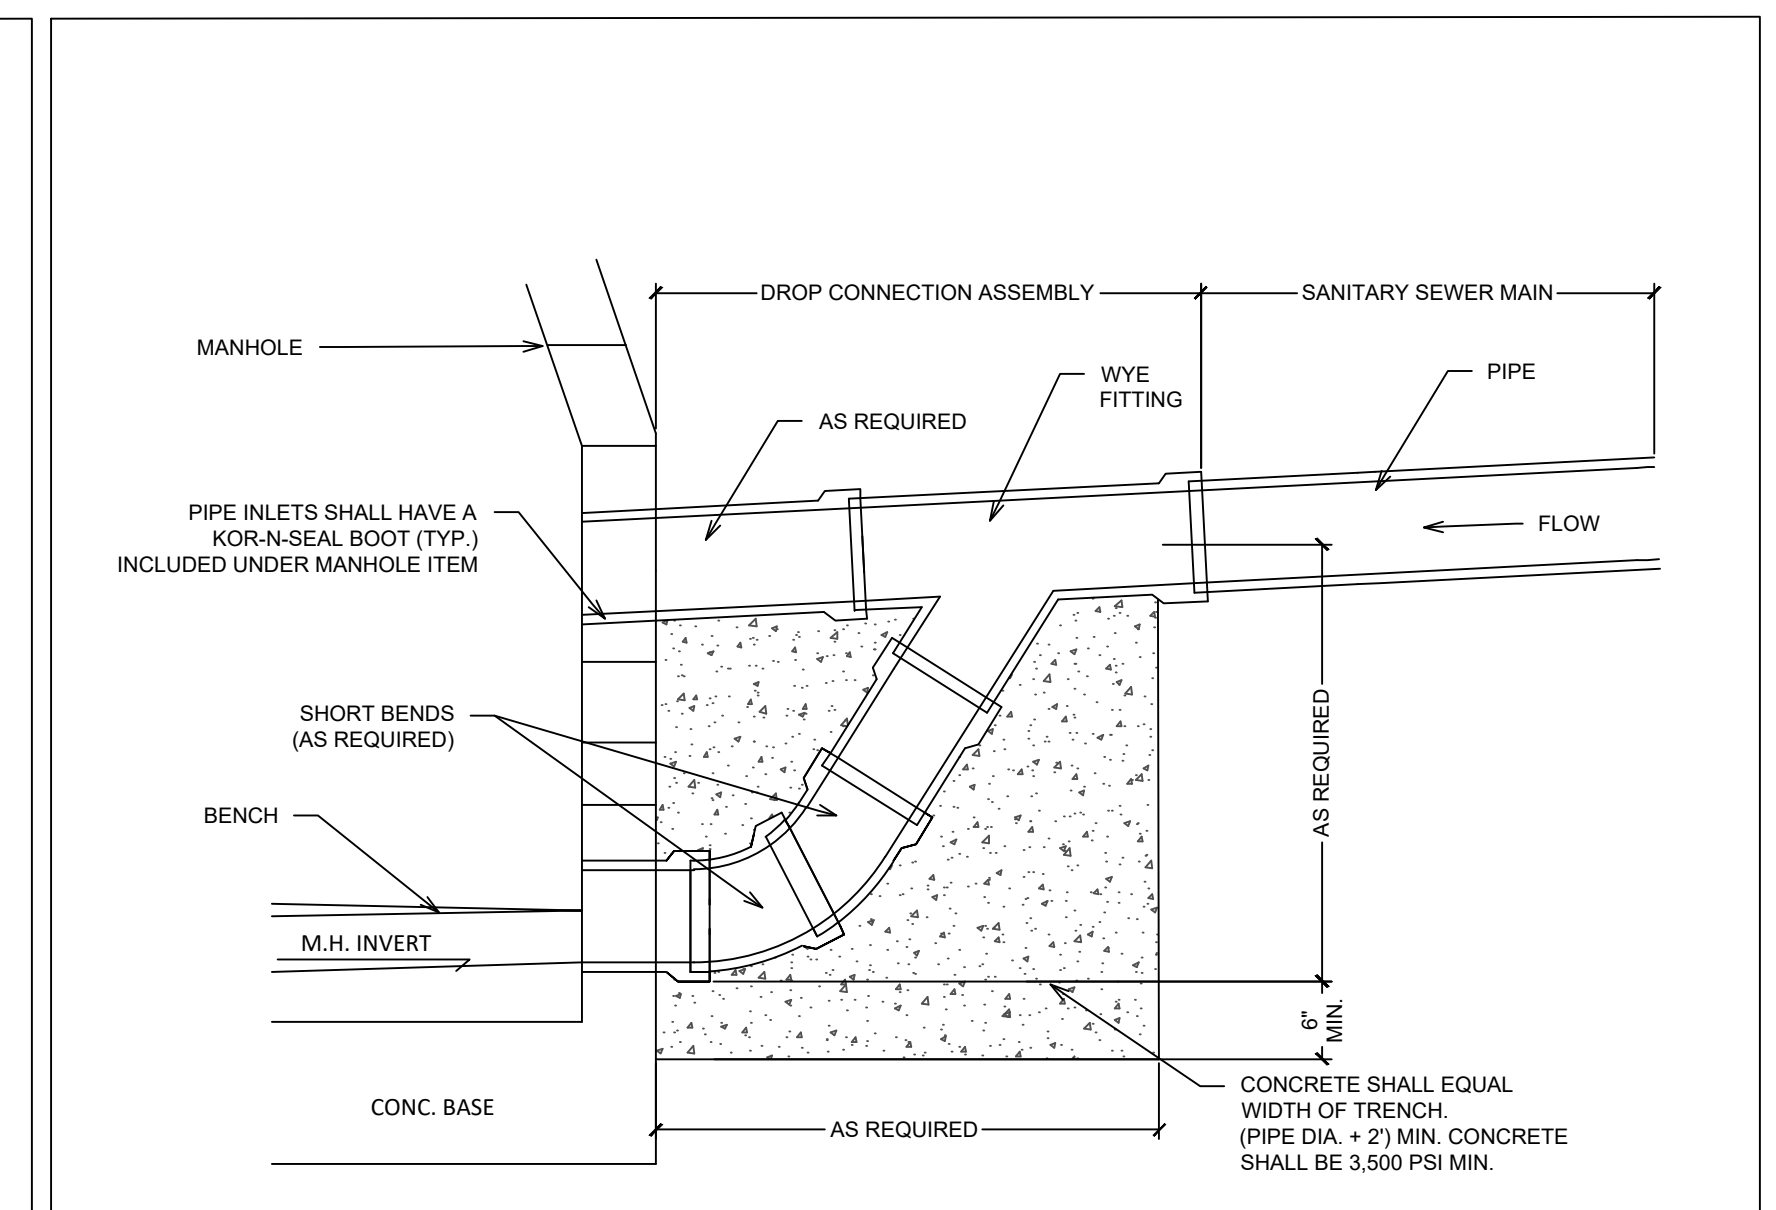 DROP CONNECTION ASSEMBLY
SANITARY SEWER MAIN
MANHOLE
WYE
FITTING
PIPE
AS REQUIRED
PIPE INLETS SHALL HAVE A
KOR-N-SEAL BOOT (TYP.)
INCLUDED UNDER MANHOLE ITEM
FLOW
SHORT BENDS
(AS REQUIRED)
AS REQUIRED
BENCH
M.H. INVERT
6"
MIN.
CONC. BASE
AS REQUIRED
CONCRETE SHALL EQUAL
WIDTH OF TRENCH.
(PIPE DIA. + 2') MIN. CONCRETE
SHALL BE 3,500 PSI MIN.